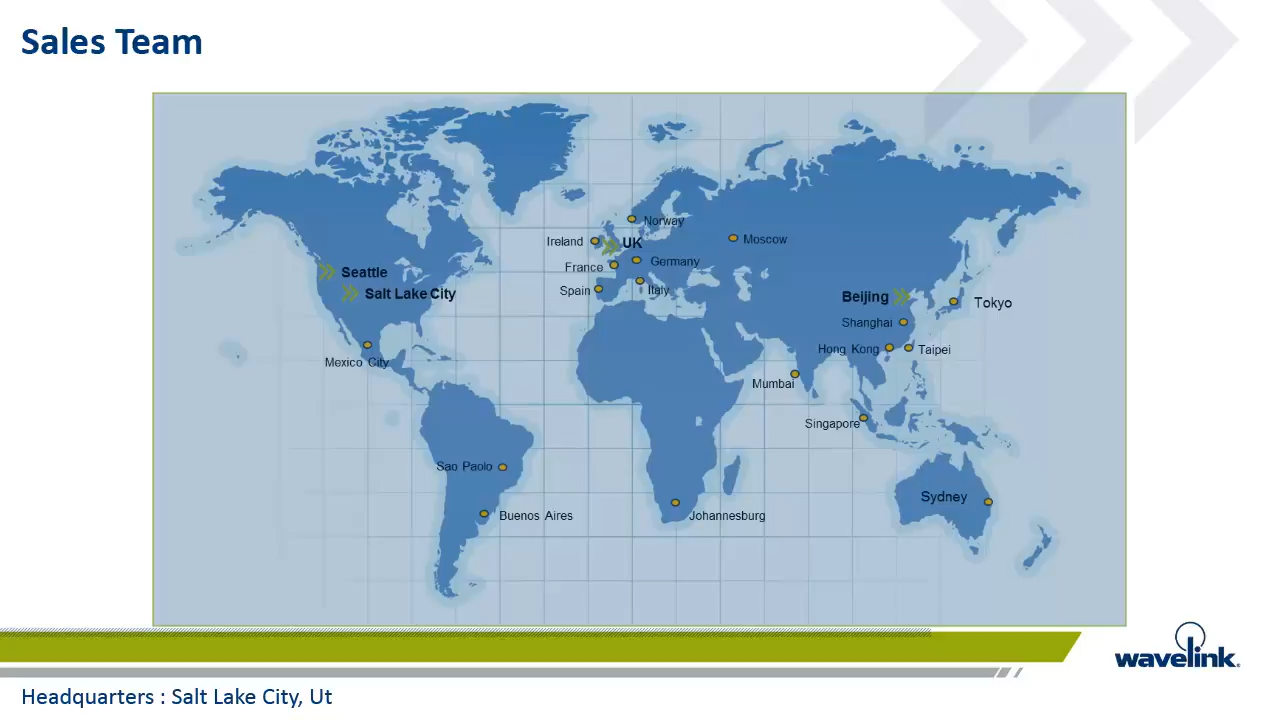 Sales Team
Norway
Ireland
UK
Moscow
France
Germany
Spain
Italy
Seattle
Salt Lake City
Beijing
Tokyo
Shanghai
Hong Kong
Taipei
Mexico City
Mumbai
Singapore
Sao Paolo
Sydney
Buenos Aires
Johannesburg
wavelink
Headquarters : Salt Lake City, Ut